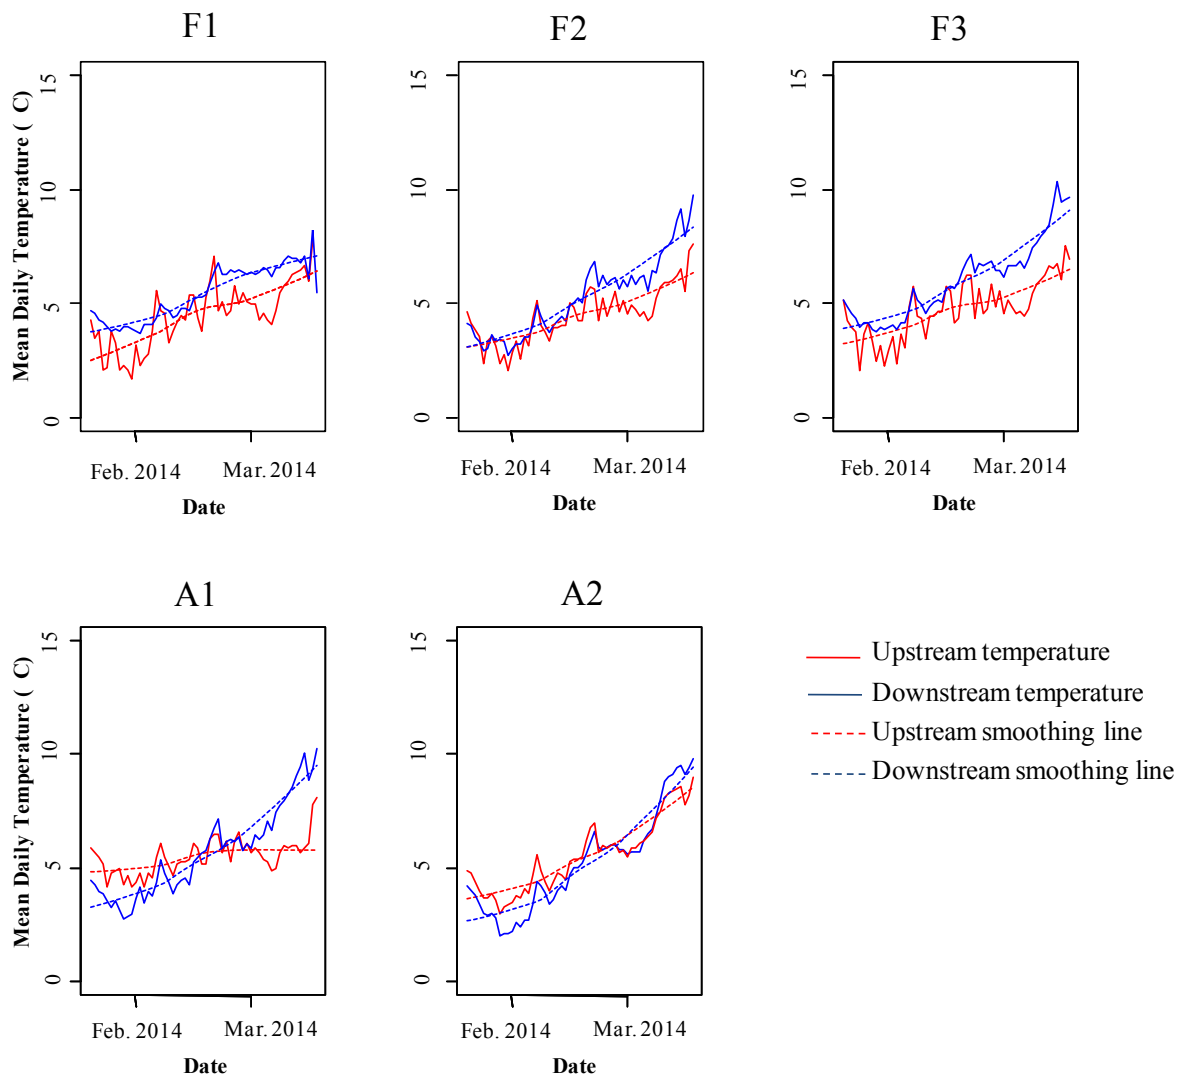 F1
F2
F3
Mean Daily Temperature ( C)
15
10
5
0
15
10
5
0
15
10
5
0
Feb. 2014 Mar. 2014
Feb. 2014 Mar. 2014
Feb. 2014 Mar. 2014
Date
Date
Date
A1
A2
Mean Daily Temperature ( C)
15
10
5
0
15
10
5
0
Upstream temperature
Downstream temperature
Upstream smoothing line
Downstream smoothing line
Feb. 2014 Mar. 2014
Feb. 2014 Mar. 2014
Date
Date